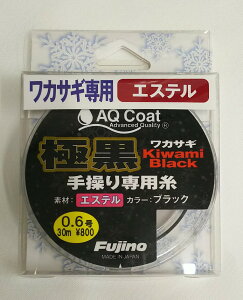 ワカサギ専用 エステル
AQ Coat
Advanced Quality
ワカサギ
極黒 Kiwami Black
手操り専用糸
素材:エステル カラー:ブラック
0.6号
30m ¥800
Fujino
MADE IN JAPAN